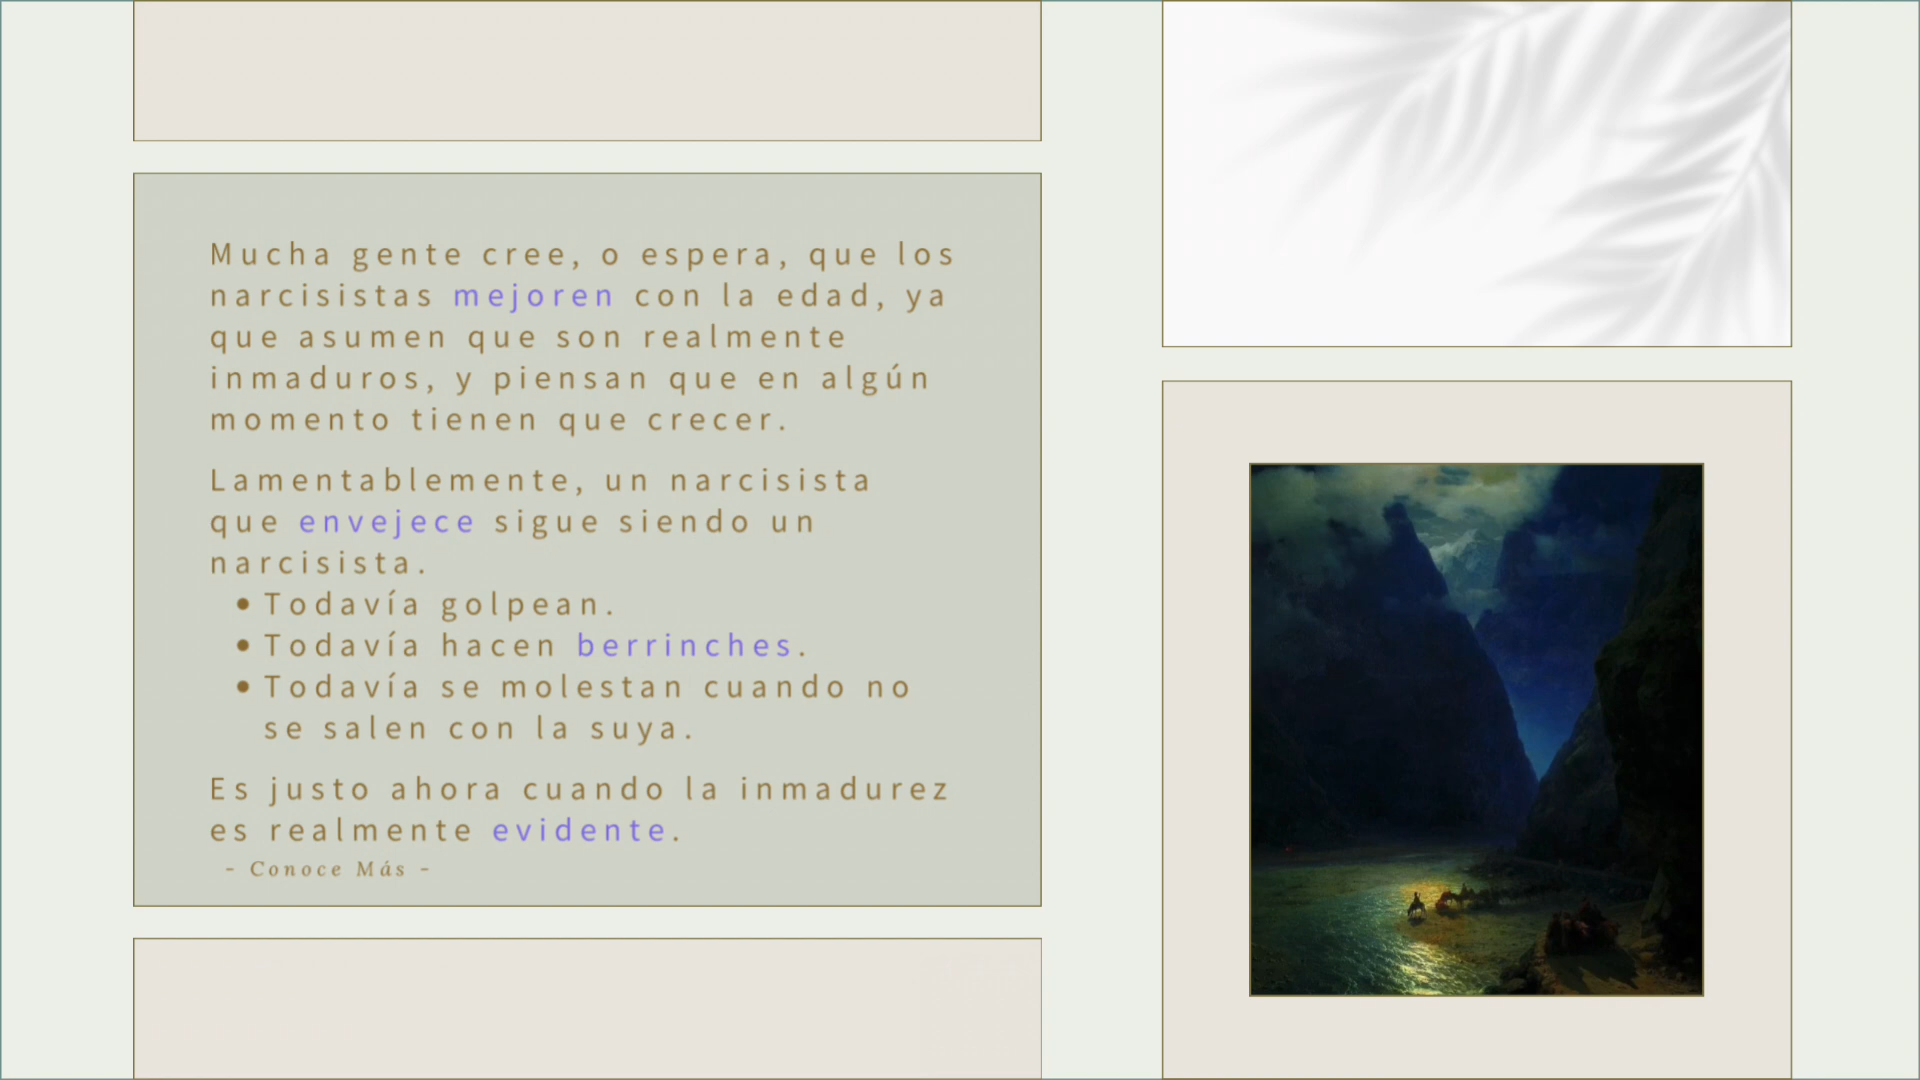 Mucha gente cree, o espera, que los
narcisistas mejoren con la edad, ya
que asumen que son realmente
inmaduros, y piensan que en algún
momento tienen que crecer.
Lamentablemente, un narcisista
que envejece sigue siendo un
narcisista.
• Todavía golpean.
• Todavía hacen berrinches.
• Todavía se molestan cuando no
se salen con la suya.
Es justo ahora cuando la inmadurez
es realmente evidente.
- Conoce Más -